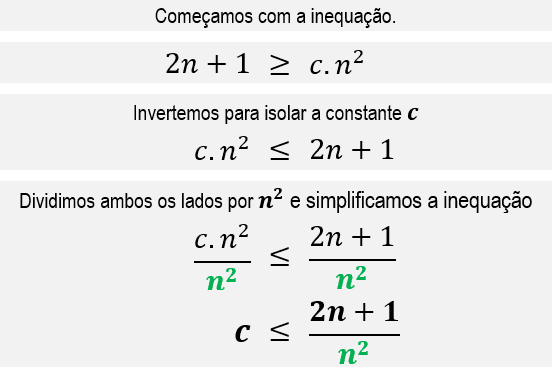 Começamos com a inequação.
2n + 1 ≥ c.n²
Invertemos para isolar a constante c
c.n² ≤ 2n + 1
Dividimos ambos os lados por n² e simplificamos a inequação
c.n²/n² ≤ (2n + 1)/n²
c ≤ (2n + 1)/n²